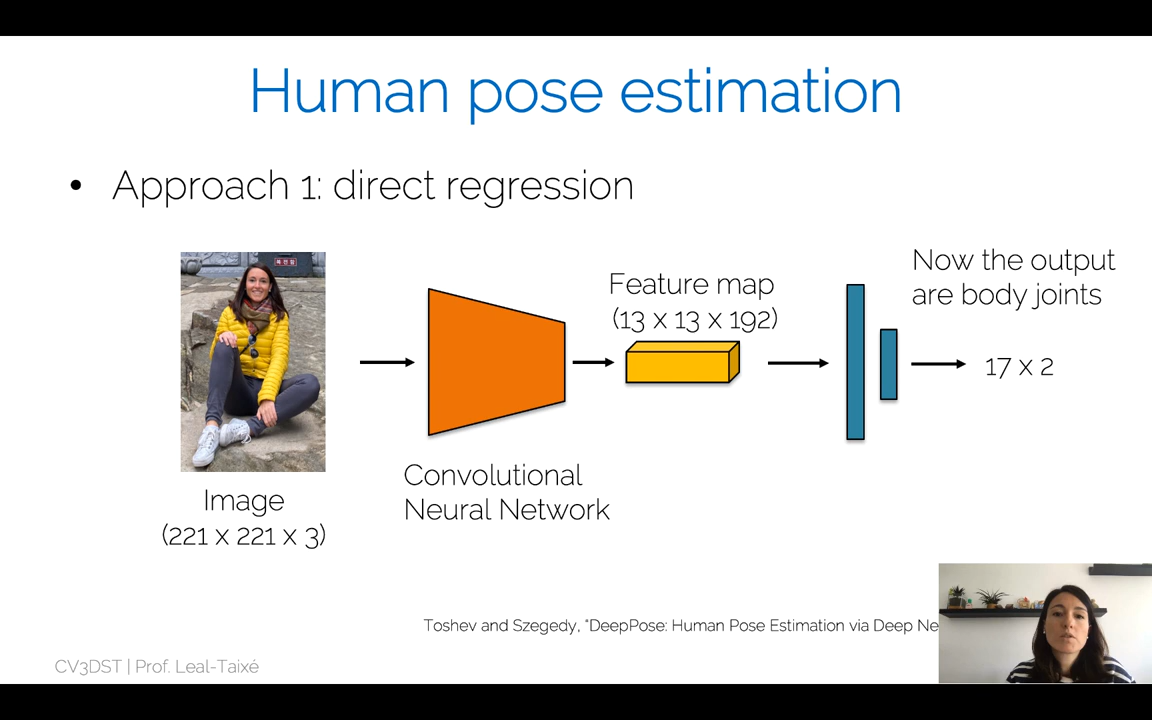 Human pose estimation
• Approach 1: direct regression
Now the output
are body joints
Feature map
(13 x 13 x 192)
17 x 2
Convolutional
Neural Network
Image
(221 x 221 x 3)
Toshev and Szegedy, “DeepPose: Human Pose Estimation via Deep Ne
CV3DST | Prof. Leal-Taixé